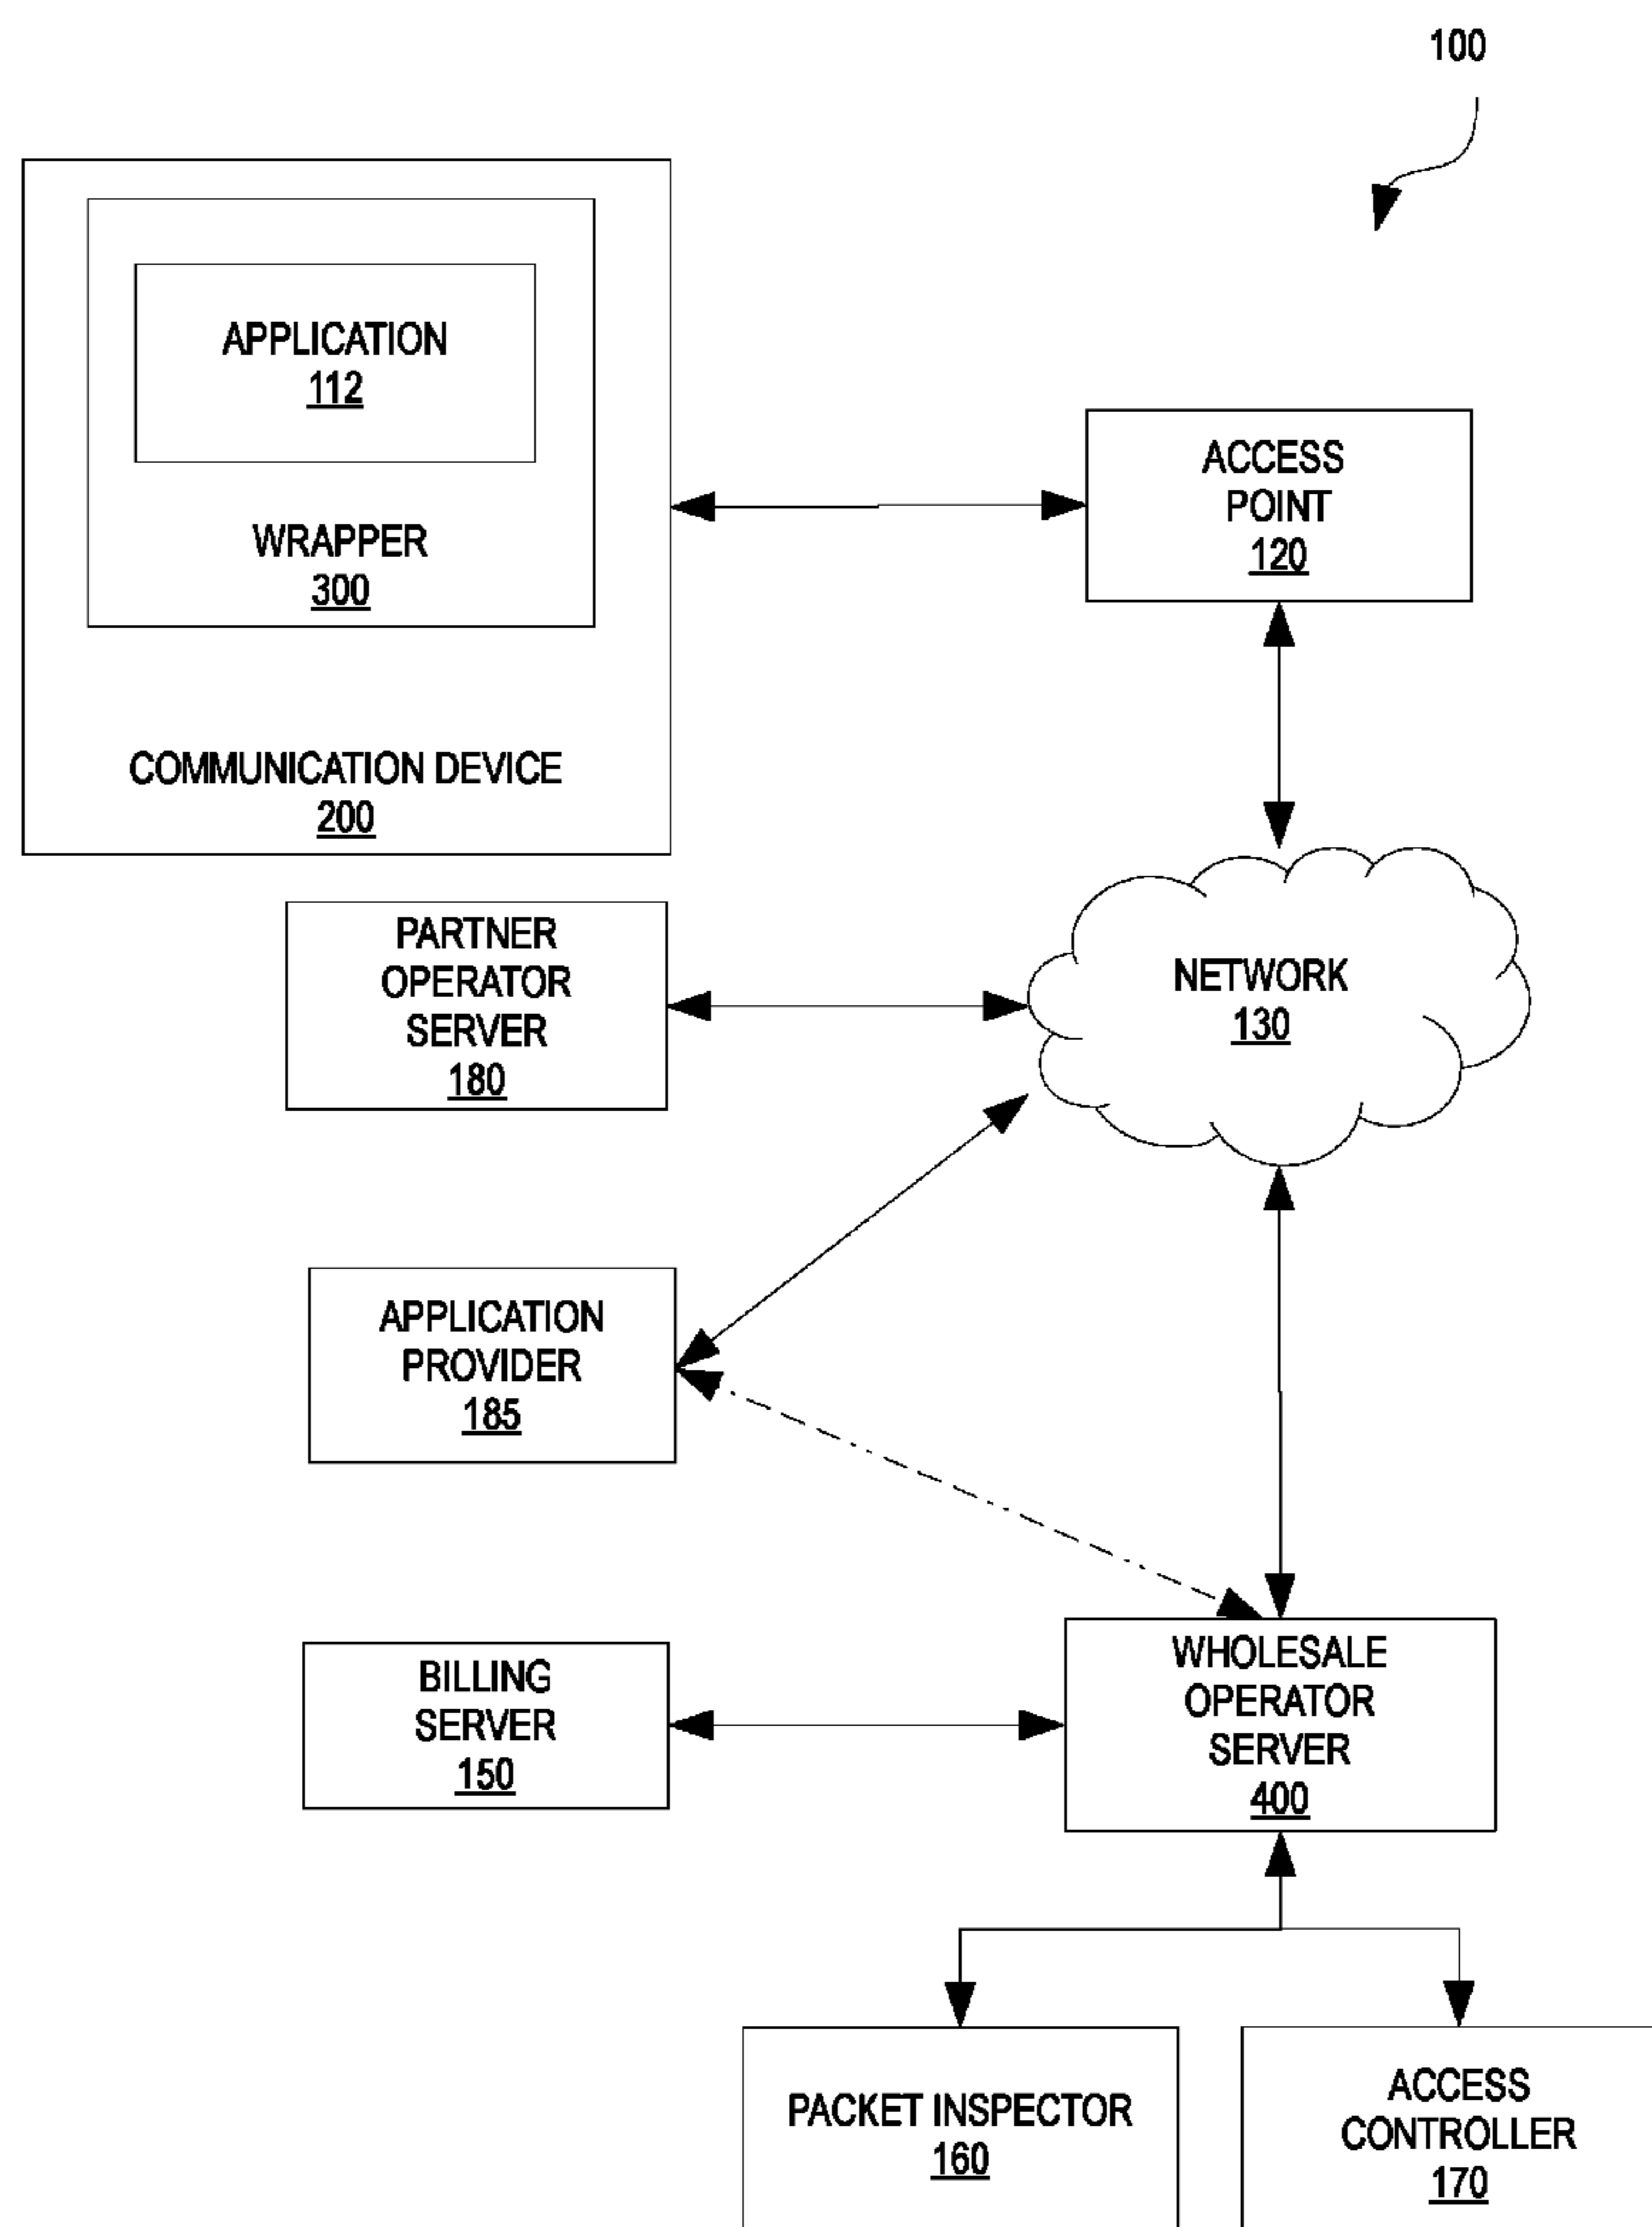 100
APPLICATION
112
WRAPPER
300
COMMUNICATION DEVICE
200
ACCESS
POINT
120
PARTNER
OPERATOR
SERVER
180
NETWORK
130
APPLICATION
PROVIDER
185
BILLING
SERVER
150
WHOLESALE
OPERATOR
SERVER
400
PACKET INSPECTOR
160
ACCESS
CONTROLLER
170